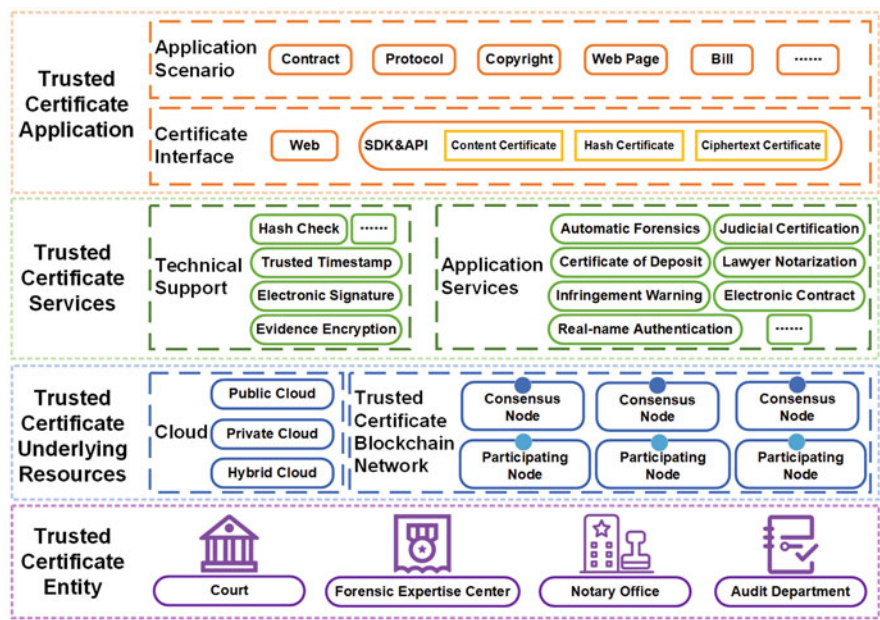 Trusted
Certificate
Application
Application
Scenario
Contract
Protocol
Copyright
Web Page
Bill
······
Certificate
Interface
Web
SDK&API
Content Certificate
Hash Certificate
Ciphertext Certificate
Trusted
Certificate
Services
Technical
Support
Hash Check
······
Trusted Timestamp
Electronic Signature
Evidence Encryption
Application
Services
Automatic Forensics
Judicial Certification
Certificate of Deposit
Lawyer Notarization
Infringement Warning
Electronic Contract
Real-name Authentication
······
Trusted
Certificate
Underlying
Resources
Cloud
Public Cloud
Private Cloud
Hybrid Cloud
Trusted
Certificate
Blockchain
Network
Consensus
Node
Consensus
Node
Consensus
Node
Participating
Node
Participating
Node
Participating
Node
Trusted
Certificate
Entity
Court
Forensic Expertise Center
Notary Office
Audit Department